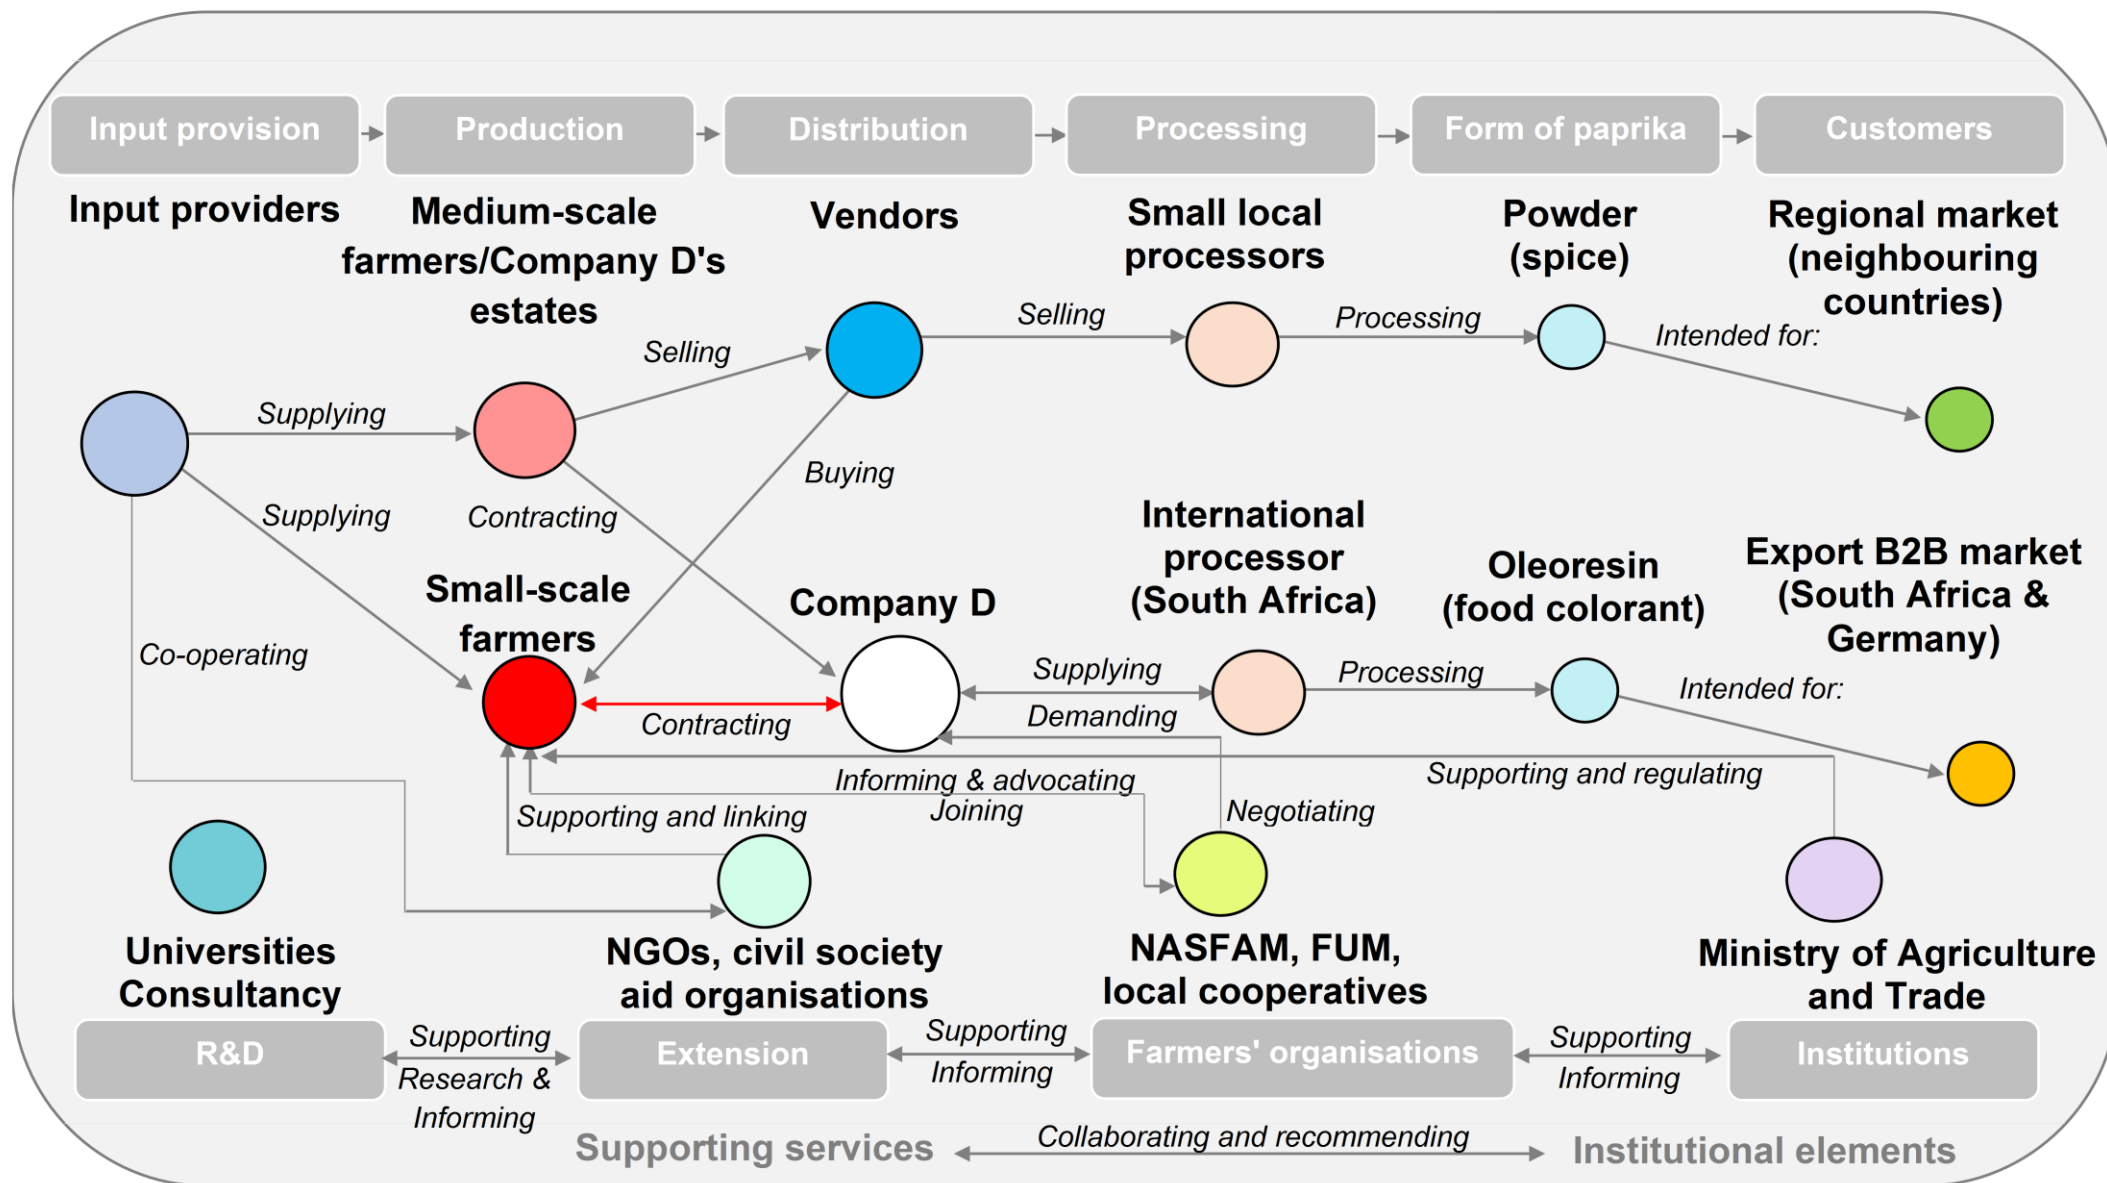 Input provision
Production
Distribution
Processing
Form of paprika
Customers
Input providers
Medium-scale
farmers/Company D's
estates
Vendors
Small local
processors
Powder
(spice)
Regional market
(neighbouring
countries)
Selling
Selling
Processing
Intended for:
Supplying
Buying
Supplying
Contracting
International
processor
(South Africa)
Oleoresin
(food colorant)
Export B2B market
(South Africa &
Germany)
Small-scale
farmers
Company D
Co-operating
Supplying
Processing
Intended for:
Contracting
Demanding
Informing & advocating
Joining
Supporting and regulating
Supporting and linking
Negotiating
Universities
Consultancy
NGOs, civil society
aid organisations
NASFAM, FUM,
local cooperatives
Ministry of Agriculture
and Trade
R&D
Supporting
Research &
Informing
Extension
Supporting
Informing
Farmers' organisations
Supporting
Informing
Institutions
Supporting services
Collaborating and recommending
Institutional elements